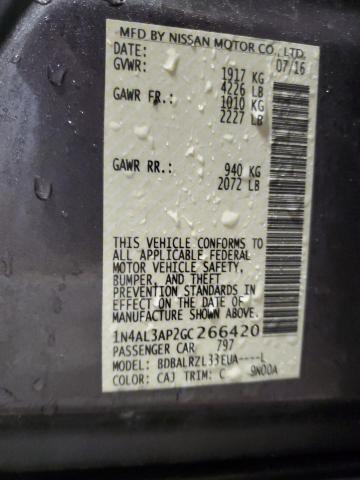 MFD BY NISSAN MOTOR CO., LTD.
DATE: 07/16
GVWR: 1917 KG
4226 LB
GAWR FR.: 1010 KG
2227 LB
GAWR RR.: 940 KG
2072 LB
THIS VEHICLE CONFORMS TO
ALL APPLICABLE FEDERAL
MOTOR VEHICLE SAFETY,
BUMPER, AND THEFT
PREVENTION STANDARDS IN
EFFECT ON THE DATE OF
MANUFACTURE SHOWN ABOVE.
1N4AL3AP2GC266420
PASSENGER CAR 797
MODEL: BDBALRZL33EUA----L
COLOR: CAJ TRIM: C 9N00A